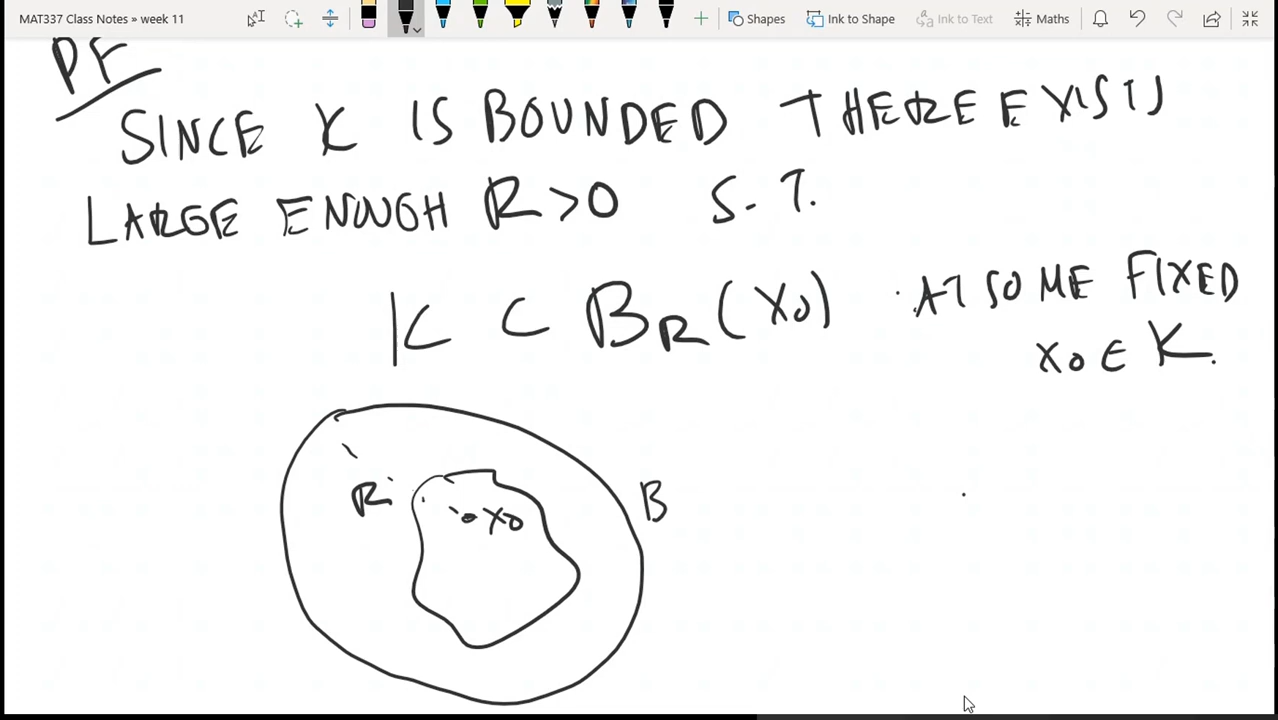 MAT337 Class Notes » week 11
Shapes
Ink to Shape
Ink to Text
Maths
PF
SINCE K IS BOUNDED THERE EXISTS
LARGE ENOUGH R>0 S.T.
K ⊂ B_R(x0) AT SOME FIXED
x0 ∈ K.
R
x0
B